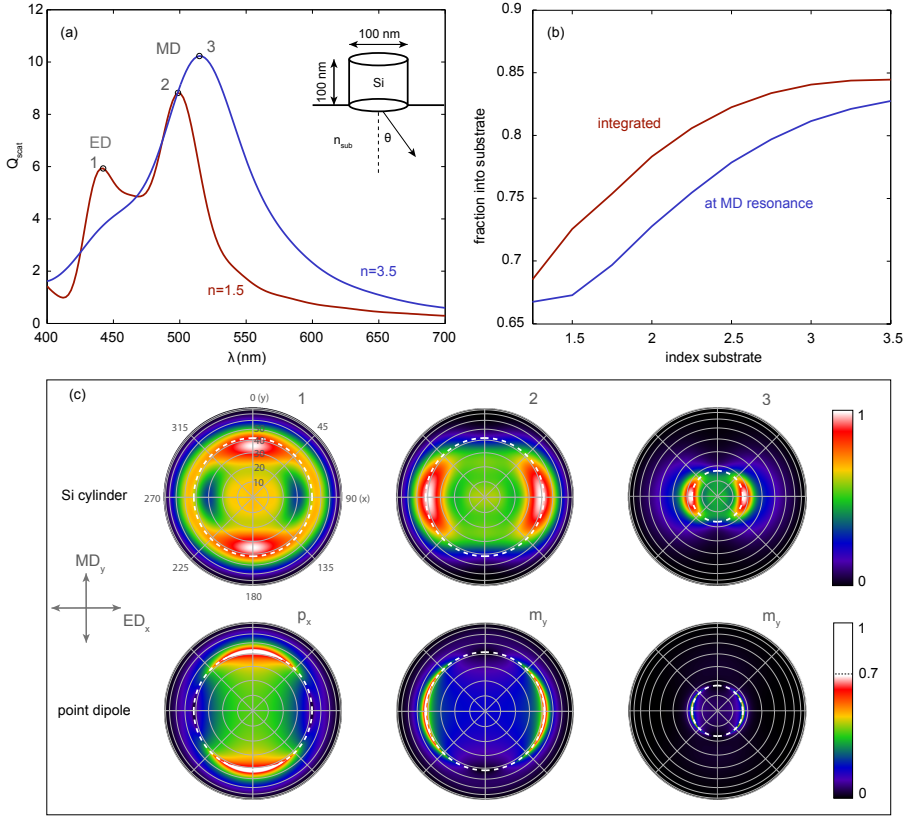 (a)
ED
1
MD
2
3
100 nm
100 nm
Si
n_sub
θ
n=1.5
n=3.5
Q_scat
0
2
4
6
8
10
12
400
450
500
550
600
650
700
λ (nm)
(b)
integrated
at MD resonance
fraction into substrate
0.65
0.7
0.75
0.8
0.85
0.9
1.5
2
2.5
3
3.5
index substrate
(c)
1
2
3
0 (y)
45
90 (x)
135
180
225
270
315
10
20
30
40
50
Si cylinder
1
0
MD_y
ED_x
p_x
m_y
m_y
point dipole
1
0.7
0